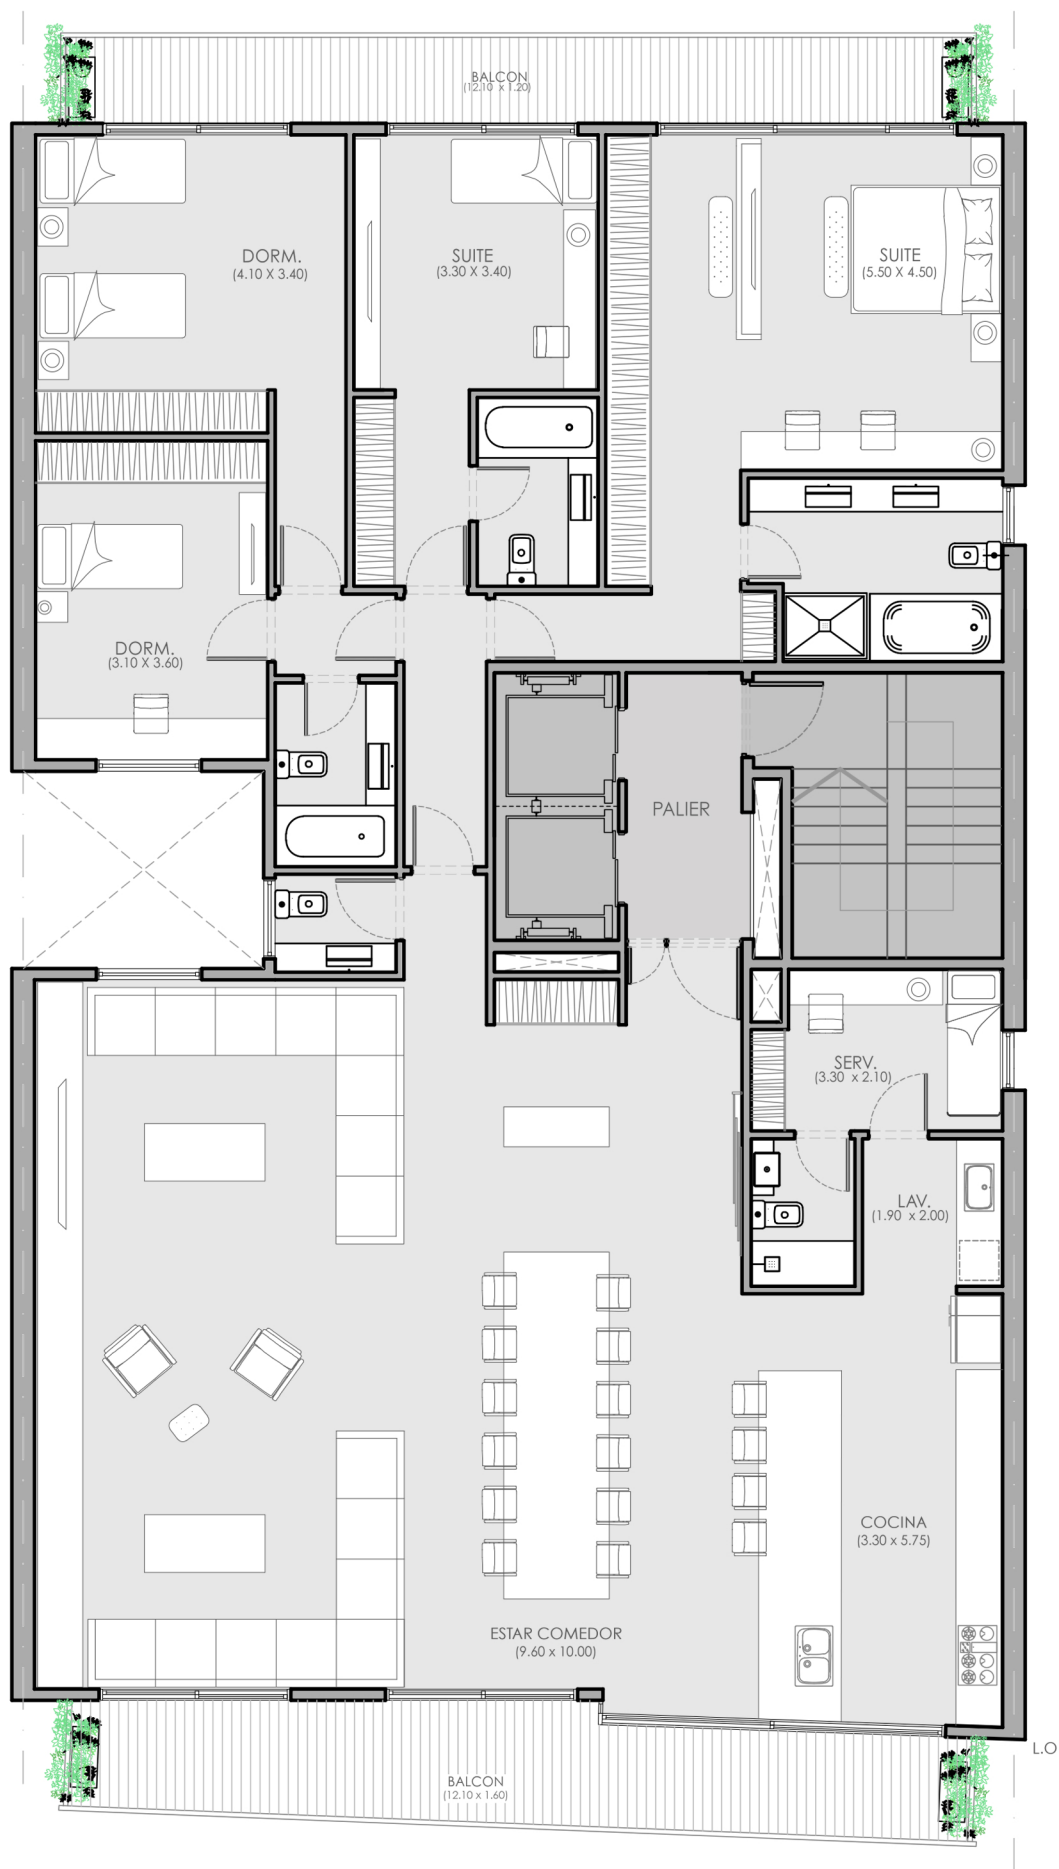 BALCON
(12.10 x 1.20)
DORM.
(4.10 X 3.40)
SUITE
(3.30 X 3.40)
SUITE
(5.50 X 4.50)
DORM.
(3.10 X 3.60)
PALIER
SERV.
(3.30 x 2.10)
LAV.
(1.90 x 2.00)
COCINA
(3.30 x 5.75)
ESTAR COMEDOR
(9.60 x 10.00)
L.O
BALCON
(12.10 x 1.60)